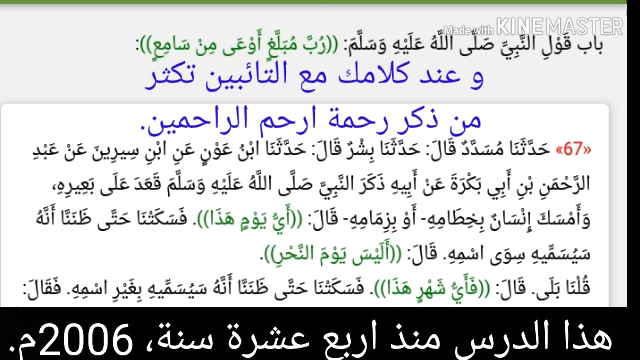 Made with KINEMASTER
باب قَوْلِ النَّبِيِّ صَلَّى اللَّهُ عَلَيْهِ وَسَلَّمَ: ((رُبَّ مُبَلَّغٍ أَوْعَى مِنْ سَامِعٍ)):
و عند كلامك مع التائبين تكثر
من ذكر رحمة ارحم الراحمين.
«67» حَدَّثَنَا مُسَدَّدٌ قَالَ: حَدَّثَنَا بِشْرٌ قَالَ: حَدَّثَنَا ابْنُ عَوْنٍ عَنِ ابْنِ سِيرِينَ عَنْ عَبْدِ
الرَّحْمَنِ بْنِ أَبِي بَكْرَةَ عَنْ أَبِيهِ ذَكَرَ النَّبِيَّ صَلَّى اللَّهُ عَلَيْهِ وَسَلَّمَ قَعَدَ عَلَى بَعِيرِهِ،
وَأَمْسَكَ إِنْسَانٌ بِخِطَامِهِ- أَوْ بِزِمَامِهِ- قَالَ: ((أَيُّ يَوْمٍ هَذَا)). فَسَكَتْنَا حَتَّى ظَنَنَّا أَنَّهُ
سَيُسَمِّيهِ سِوَى اسْمِهِ. قَالَ: ((أَلَيْسَ يَوْمَ النَّحْرِ)).
قُلْنَا بَلَى. قَالَ: ((فَأَيُّ شَهْرٍ هَذَا)). فَسَكَتْنَا حَتَّى ظَنَنَّا أَنَّهُ سَيُسَمِّيهِ بِغَيْرِ اسْمِهِ. فَقَالَ:
هذا الدرس منذ اربع عشرة سنة، 2006م.